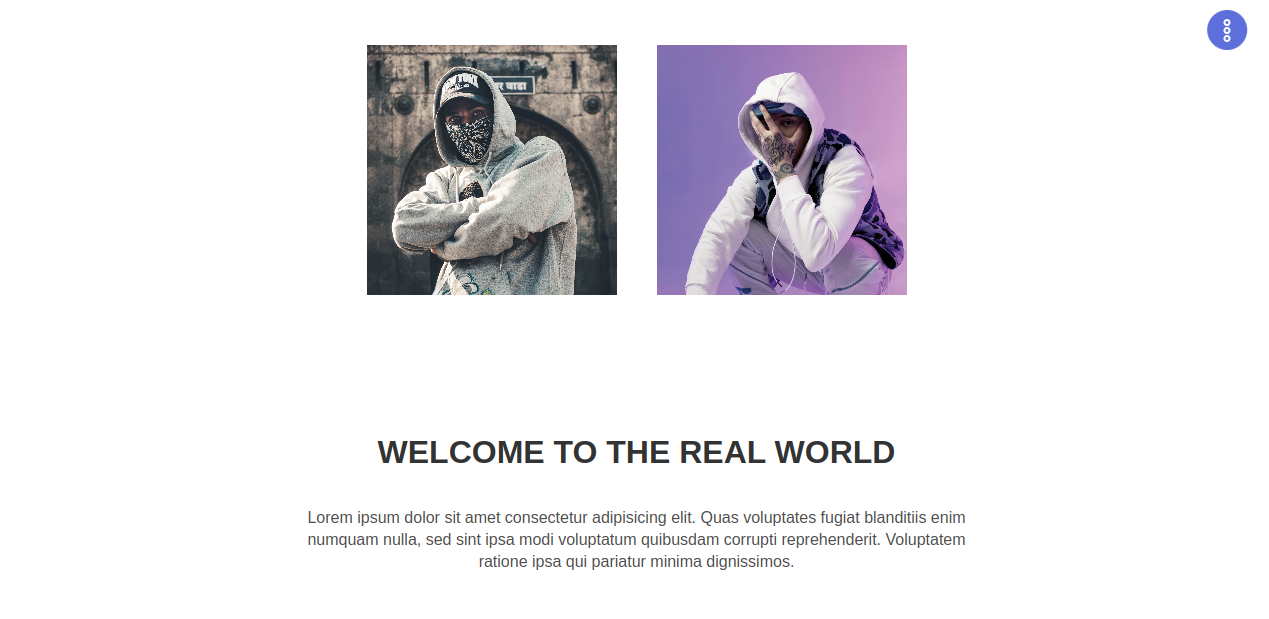 र वाडा
WELCOME TO THE REAL WORLD
Lorem ipsum dolor sit amet consectetur adipisicing elit. Quas voluptates fugiat blanditiis enim
numquam nulla, sed sint ipsa modi voluptatum quibusdam corrupti reprehenderit. Voluptatem
ratione ipsa qui pariatur minima dignissimos.